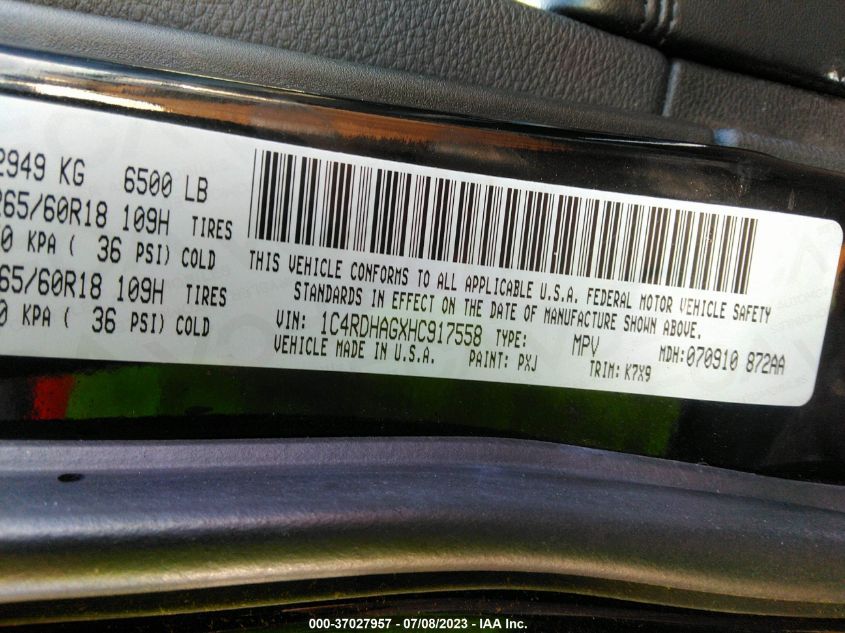 2949 KG 6500 LB
265/60R18 109H TIRES
0 KPA ( 36 PSI) COLD
65/60R18 109H TIRES
0 KPA ( 36 PSI) COLD
THIS VEHICLE CONFORMS TO ALL APPLICABLE U.S.A. FEDERAL MOTOR VEHICLE SAFETY
STANDARDS IN EFFECT ON THE DATE OF MANUFACTURE SHOWN ABOVE.
VIN: 1C4RDHAGXHC917558 TYPE: MPV MDH:070910 872AA
VEHICLE MADE IN U.S.A. PAINT: PXJ TRIM: K7X9
000-37027957 - 07/08/2023 - IAA Inc.